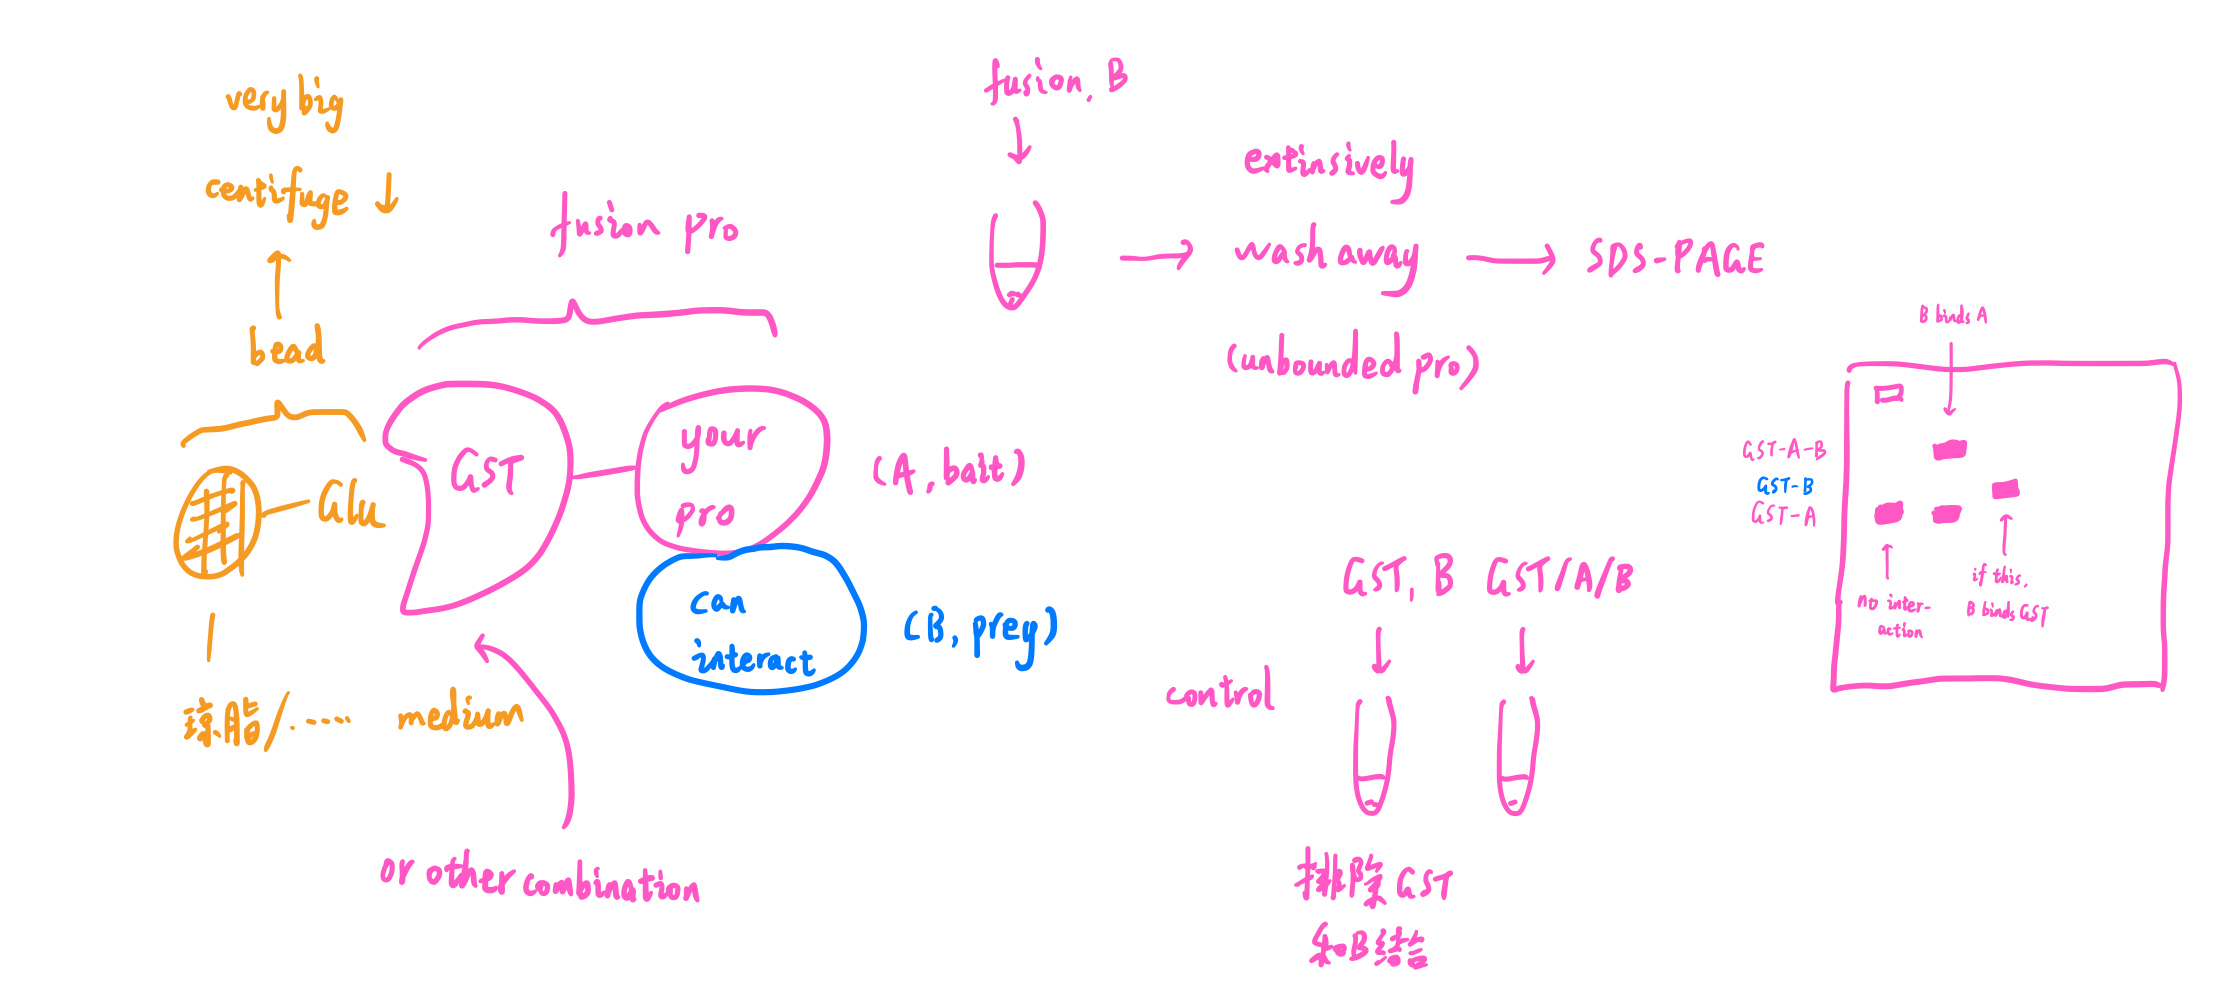 very big
centifuge ↓
bead
Glu
琼脂/.....
medium
fusion pro
GST
your
pro
(A, bait)
can
interact
(B, prey)
or other combination
fusion, B
extinsively
wash away
(unbounded pro)
SDS-PAGE
control
GST, B
GST/A/B
排除GST
和B结合
B binds A
GST-A-B
GST-B
GST-A
no inter-
action
if this,
B binds GST